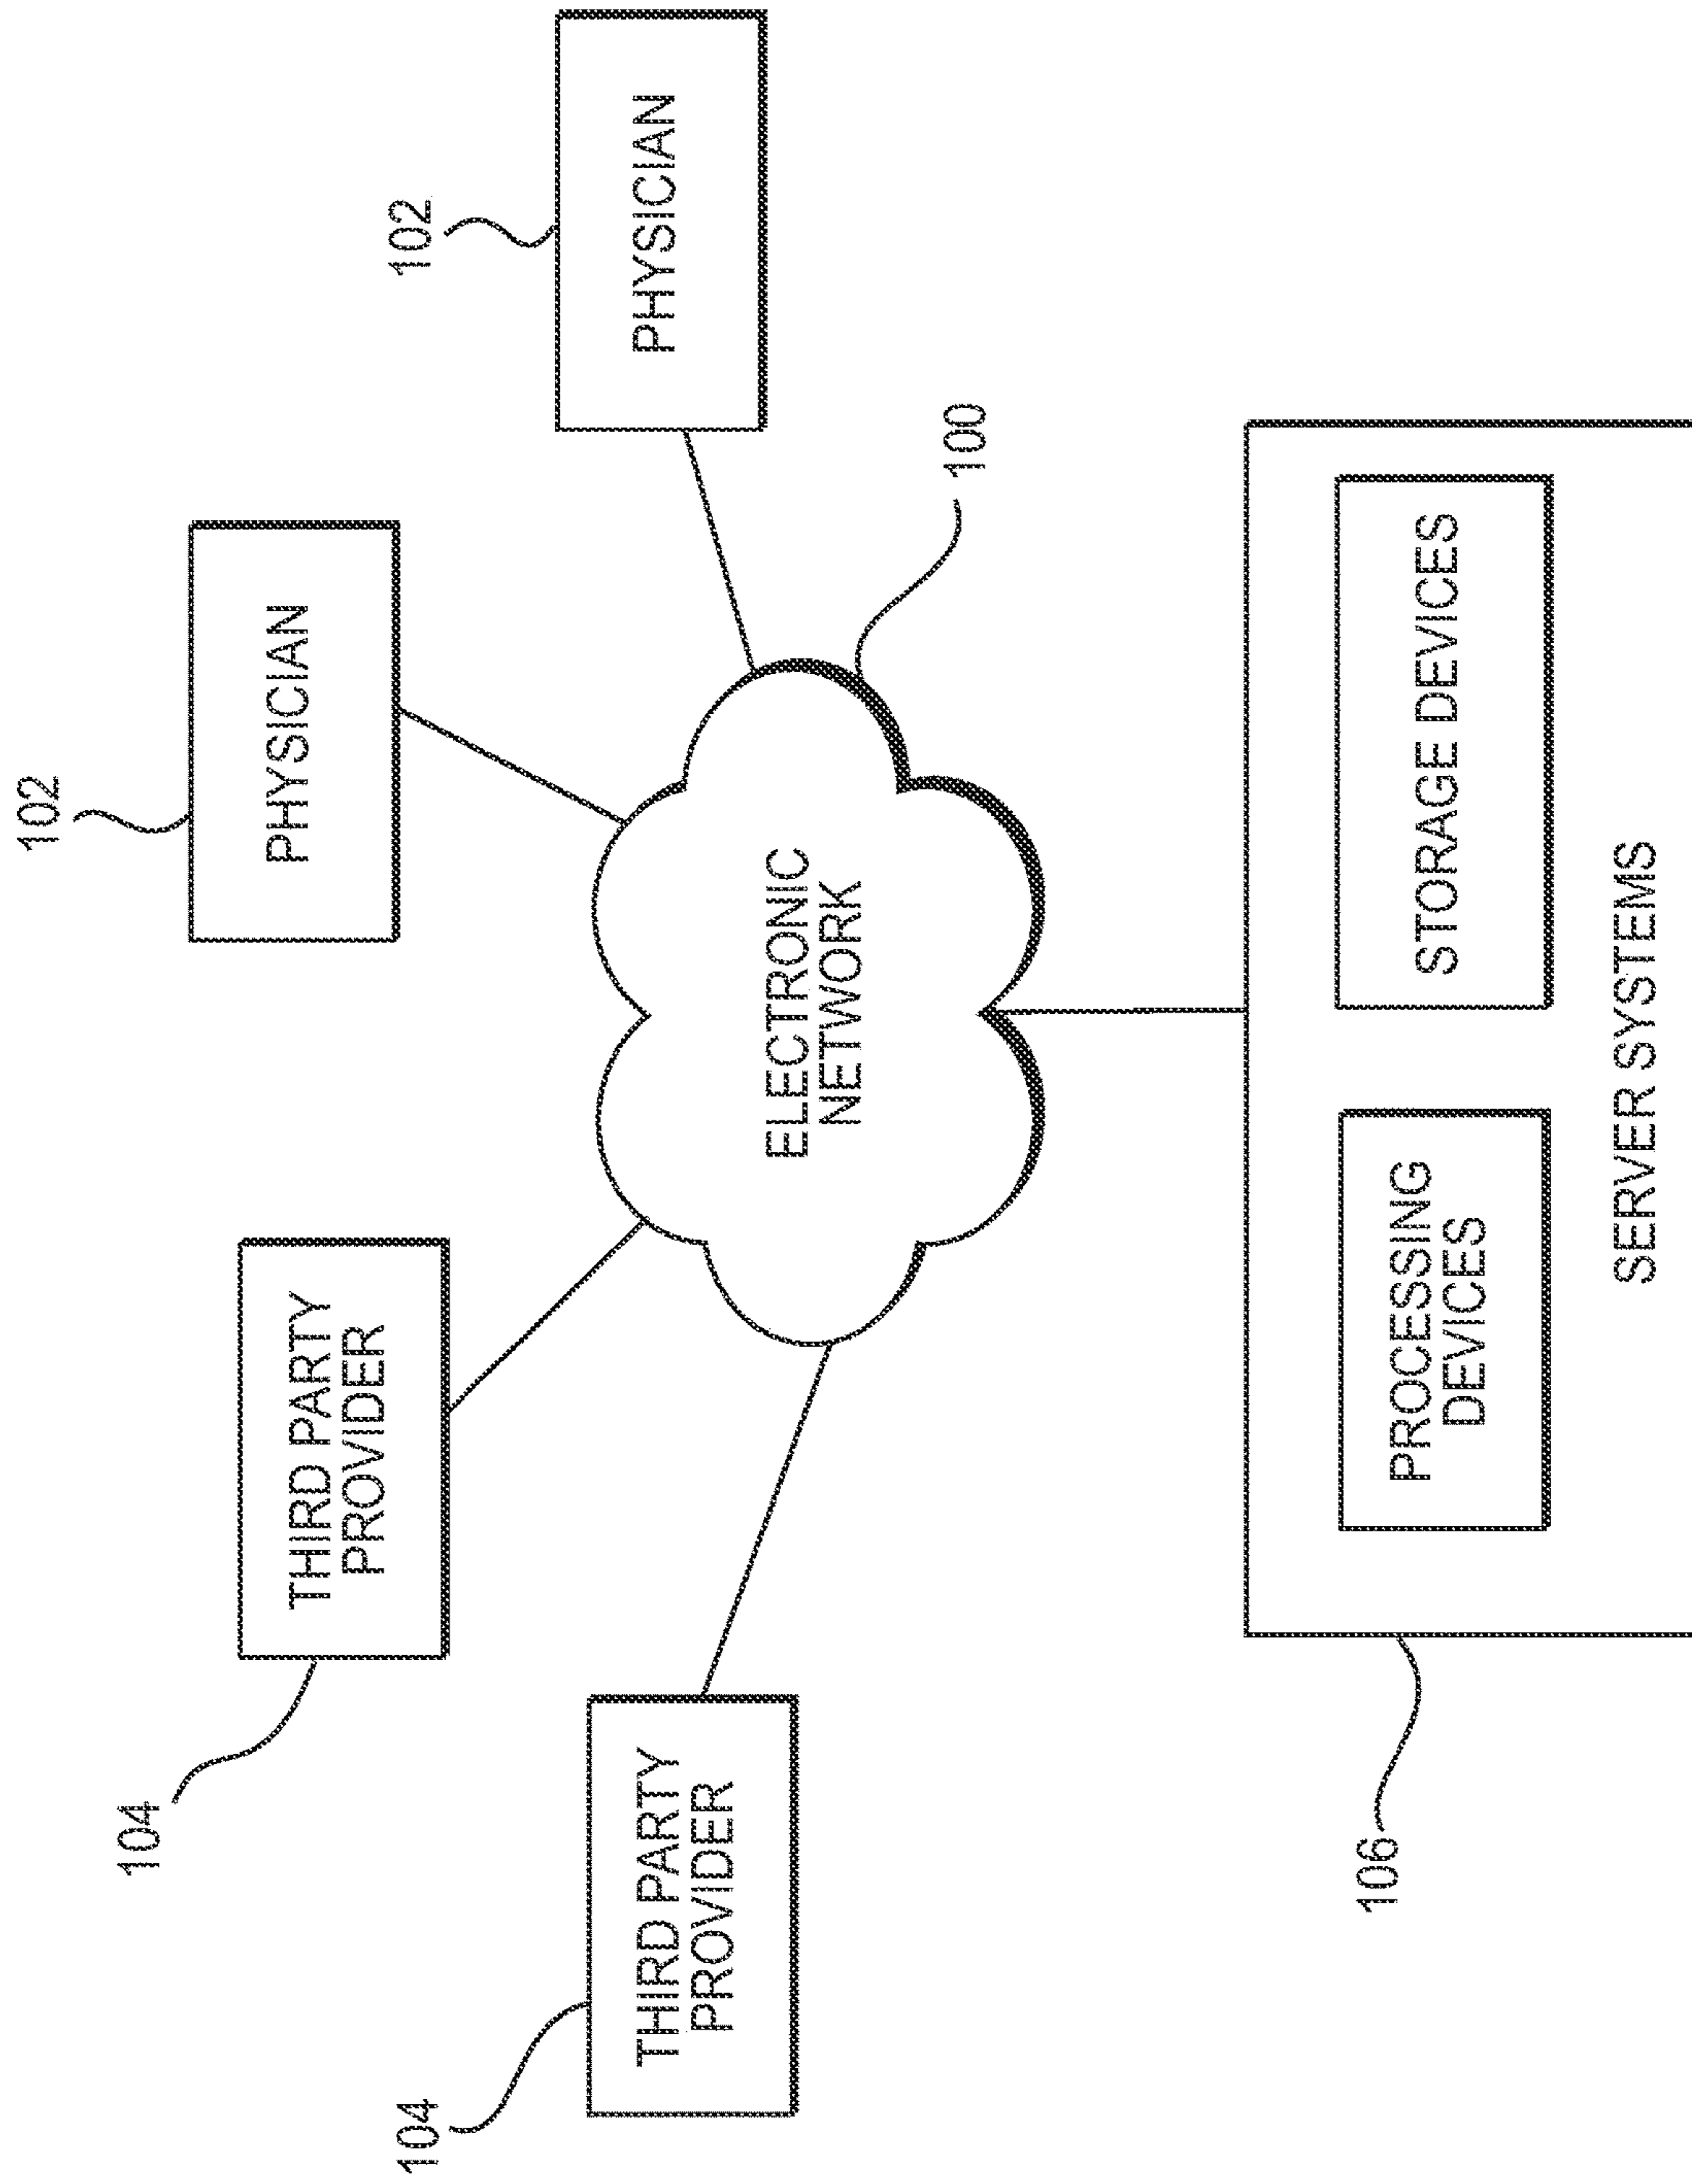 102
PHYSICIAN
102
PHYSICIAN
104
THIRD PARTY
PROVIDER
104
THIRD PARTY
PROVIDER
ELECTRONIC
NETWORK
100
106
PROCESSING
DEVICES
STORAGE DEVICES
SERVER SYSTEMS